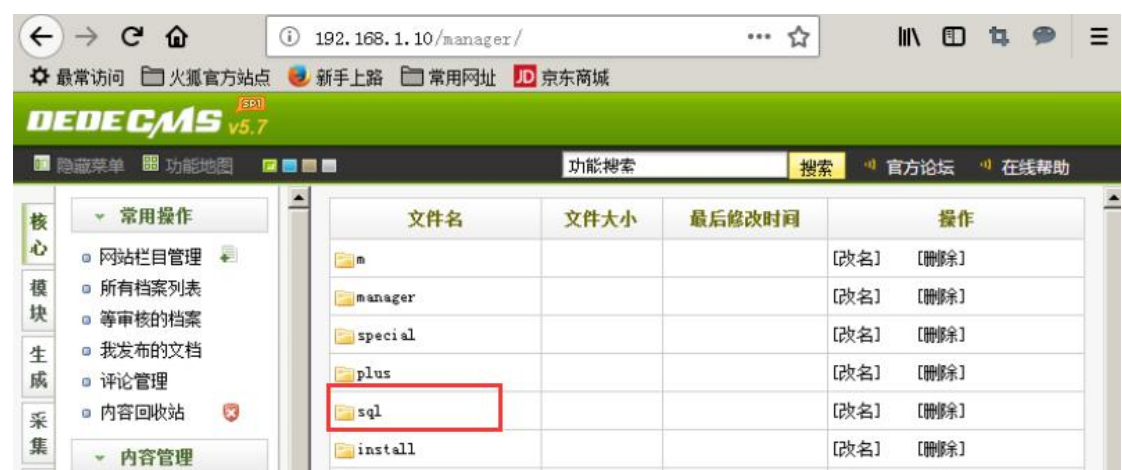 192.168.1.10/manager/
最常访问 火狐官方站点 新手上路 常用网址 JD 京东商城
DEDECMS v5.7 SP1
隐藏菜单 功能地图 功能搜索 搜索 官方论坛 在线帮助
核心
模块
生成
采集
常用操作
网站栏目管理
所有档案列表
等审核的档案
我发布的文档
评论管理
内容回收站
内容管理
文件名 文件大小 最后修改时间 操作
m [改名] [删除]
manager [改名] [删除]
special [改名] [删除]
plus [改名] [删除]
sql [改名] [删除]
install [改名] [删除]